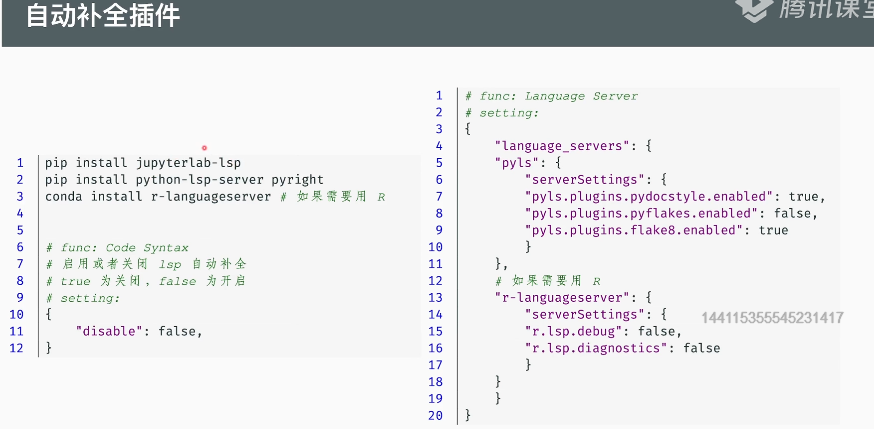 自动补全插件
腾讯课堂
1 pip install jupyterlab-lsp
2 pip install python-lsp-server pyright
3 conda install r-languageserver # 如果需要用 R
4
5
6 # func: Code Syntax
7 # 启用或者关闭 lsp 自动补全
8 # true 为关闭，false 为开启
9 # setting:
10 {
11 "disable": false,
12 }
1 # func: Language Server
2 # setting:
3 {
4 "language_servers": {
5 "pyls": {
6 "serverSettings": {
7 "pyls.plugins.pydocstyle.enabled": true,
8 "pyls.plugins.pyflakes.enabled": false,
9 "pyls.plugins.flake8.enabled": true
10 }
11 },
12 # 如果需要用 R
13 "r-languageserver": {
14 "serverSettings": {
15 "r.lsp.debug": false,
16 "r.lsp.diagnostics": false
17 }
18 }
19 }
20 }
144115355545231417